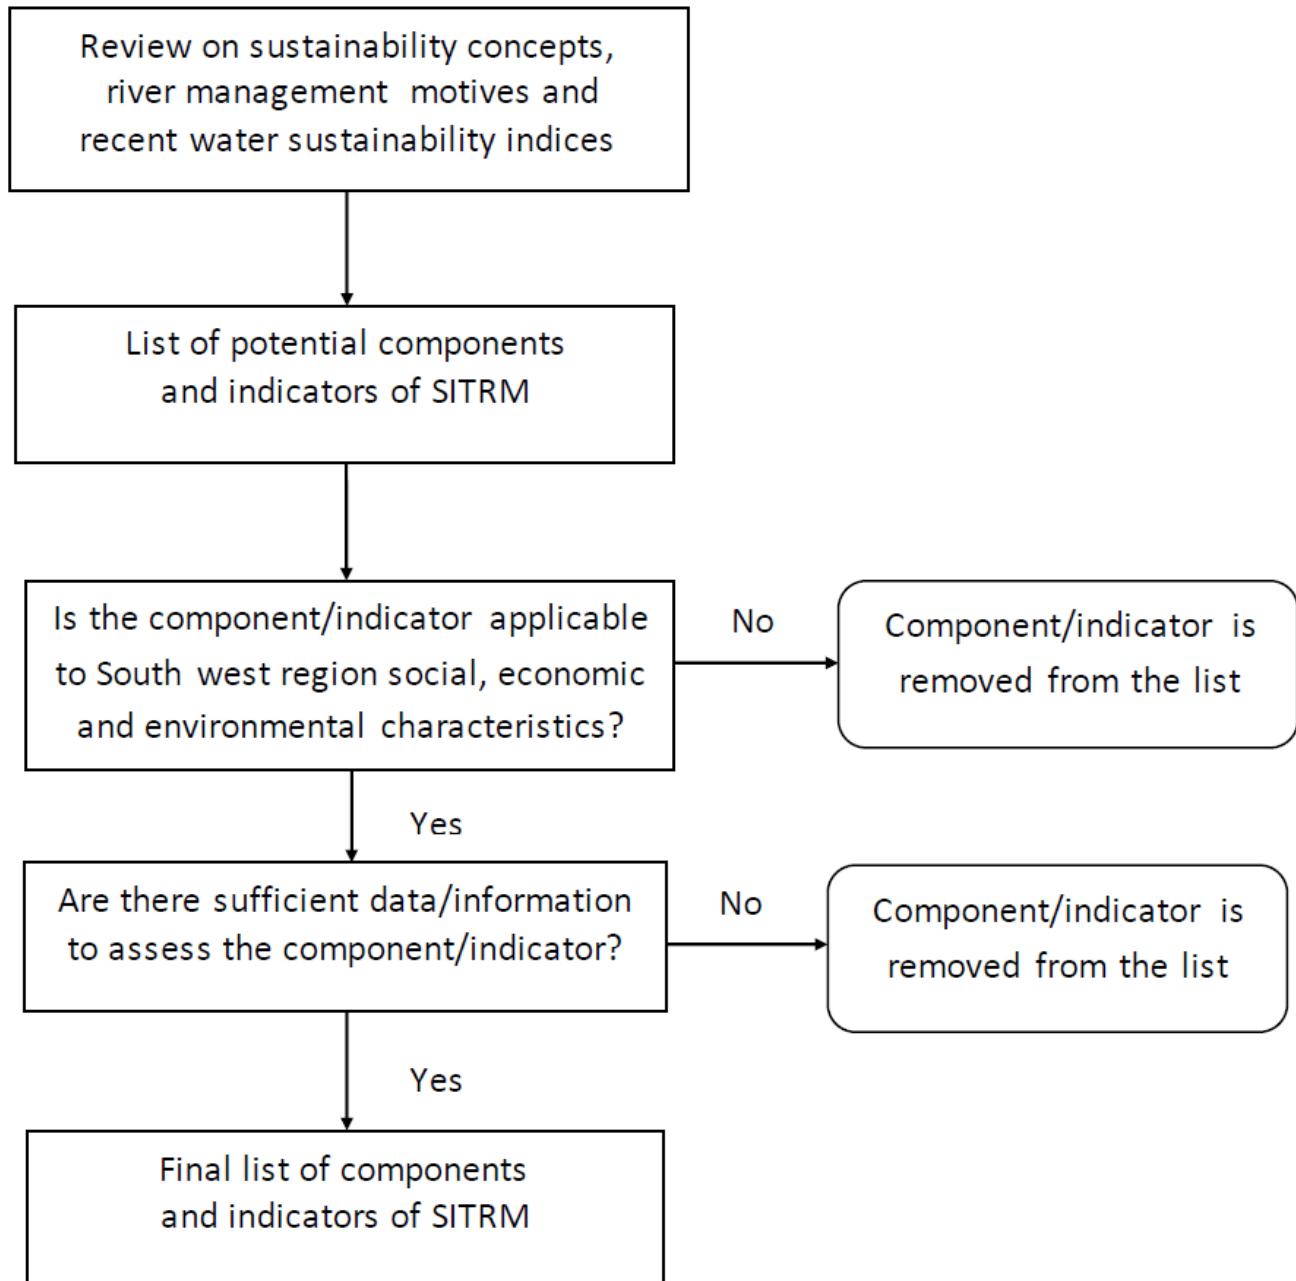 Review on sustainability concepts,
river management motives and
recent water sustainability indices
List of potential components
and indicators of SITRM
Is the component/indicator applicable
to South west region social, economic
and environmental characteristics?
No
Component/indicator is
removed from the list
Yes
Are there sufficient data/information
to assess the component/indicator?
No
Component/indicator is
removed from the list
Yes
Final list of components
and indicators of SITRM